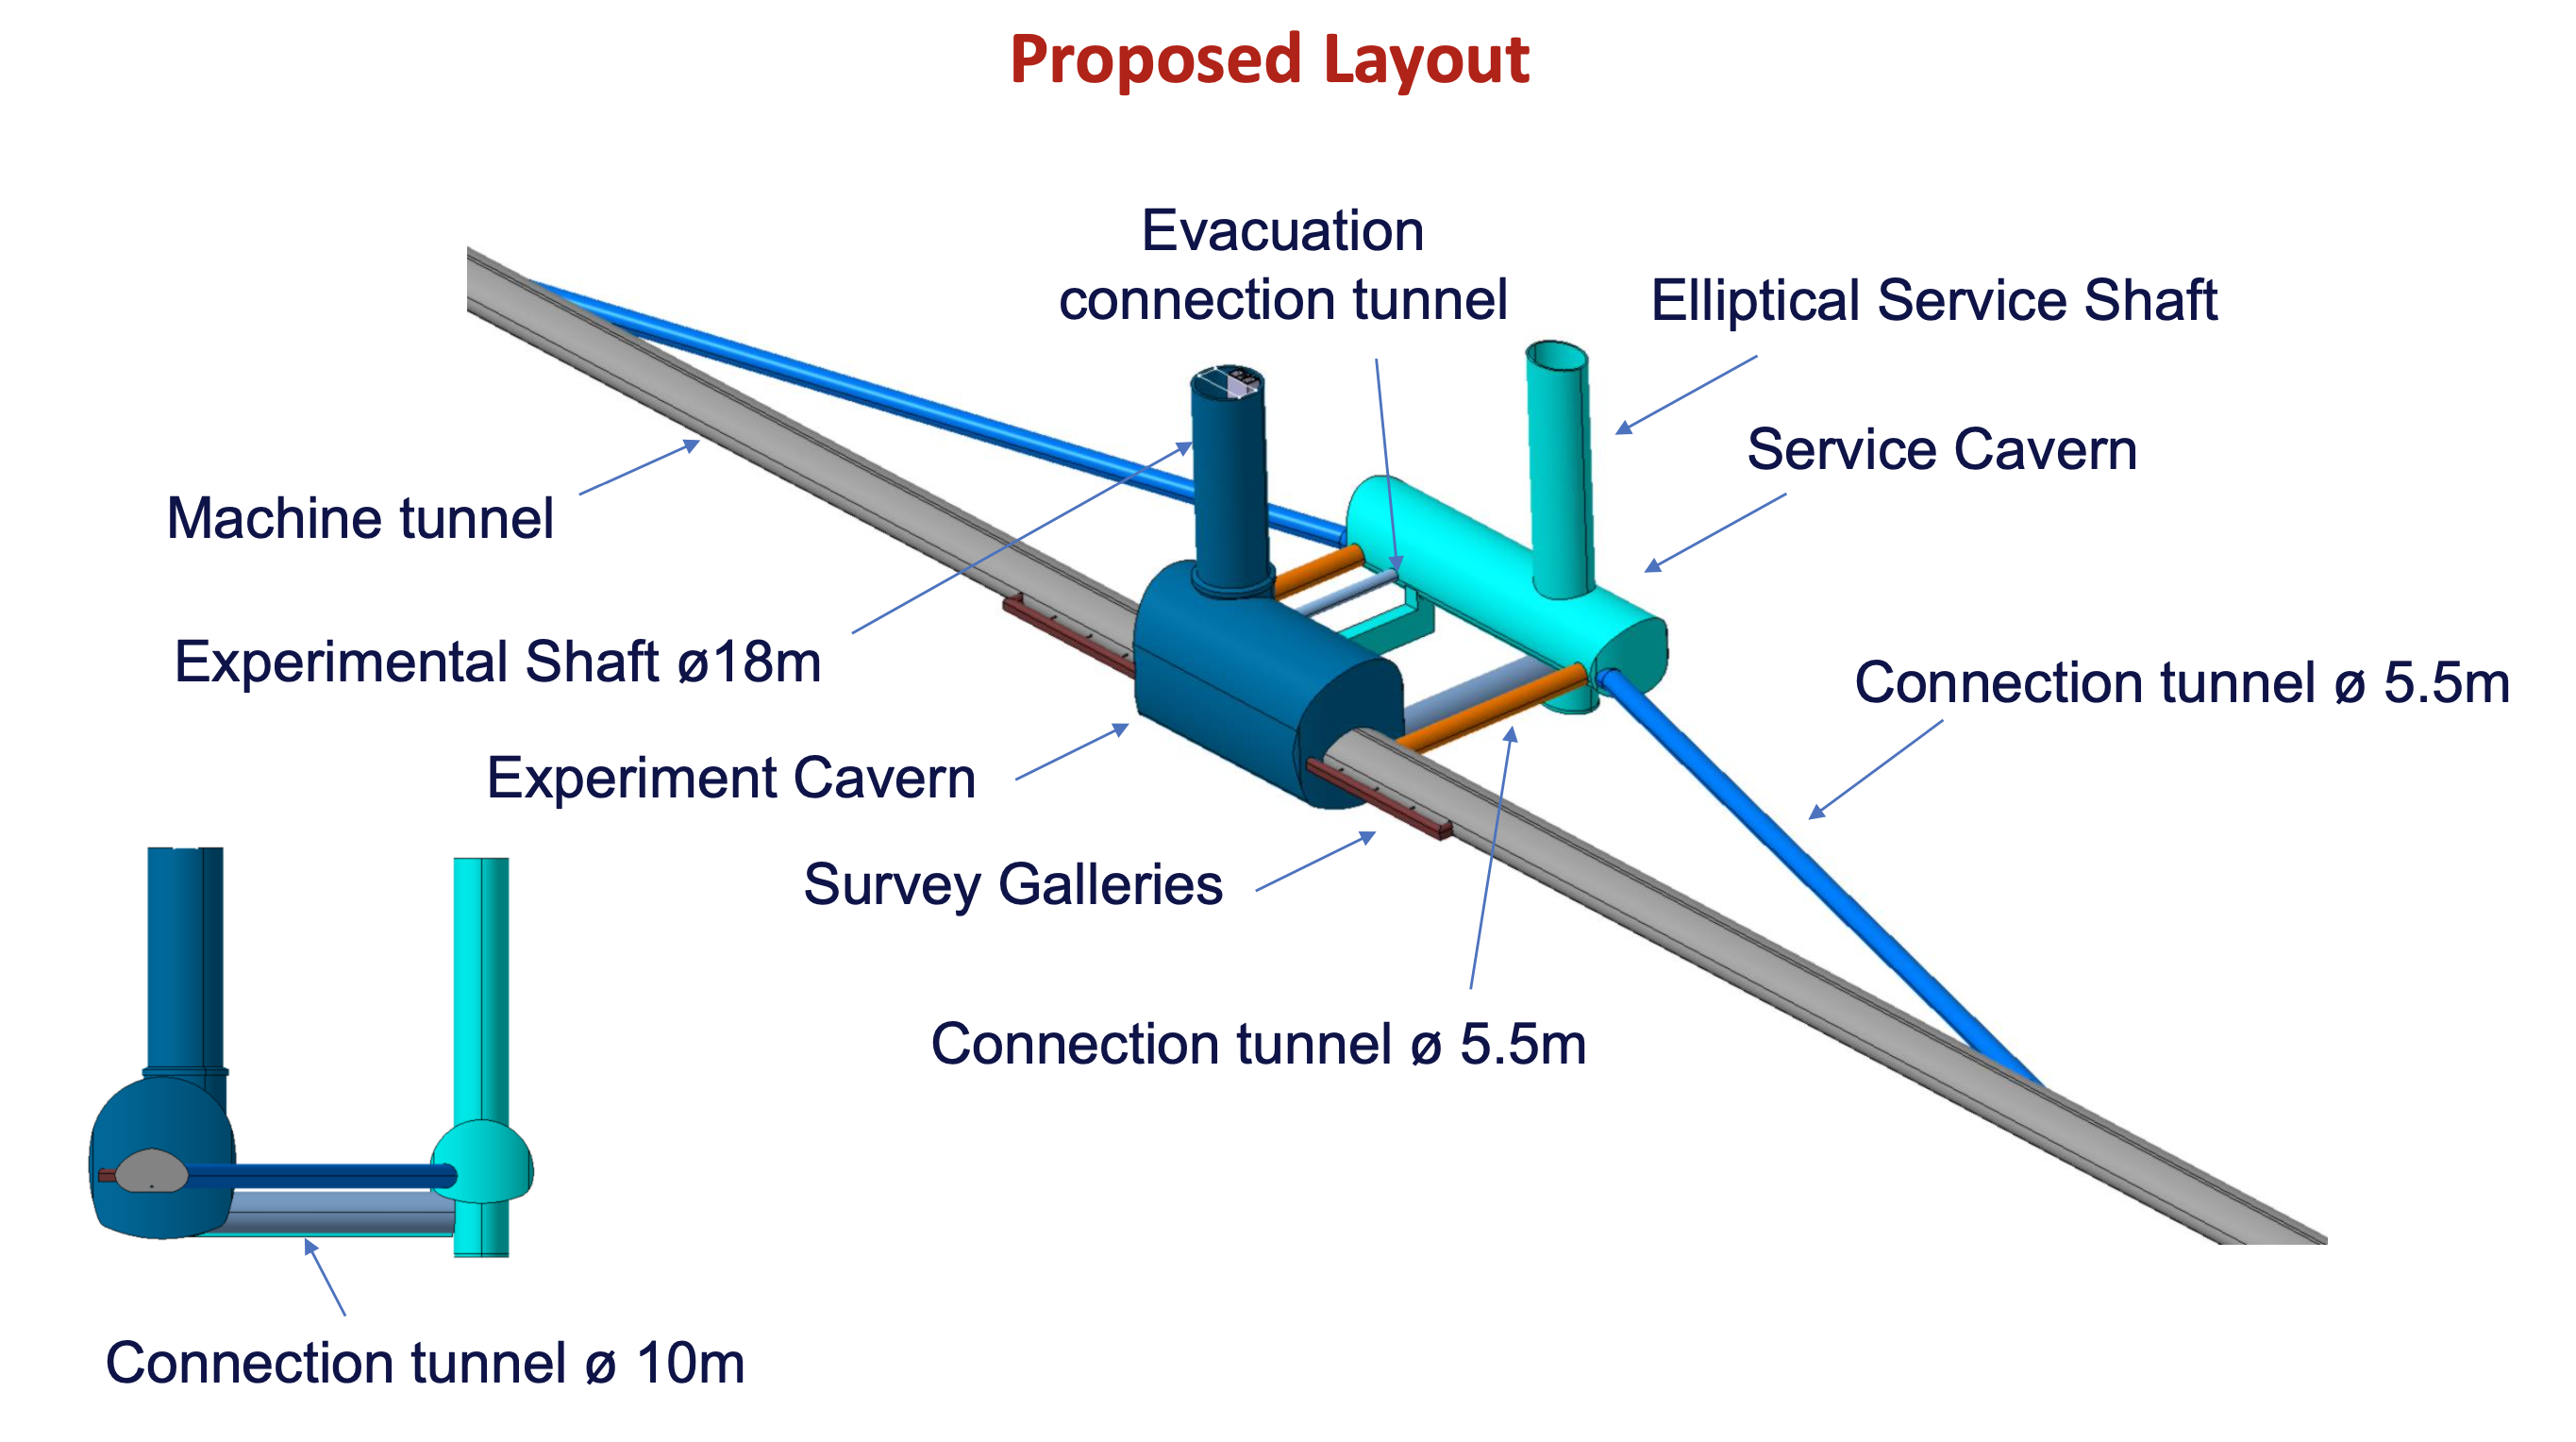 Proposed Layout
Evacuation
connection tunnel
Elliptical Service Shaft
Service Cavern
Machine tunnel
Experimental Shaft ø18m
Connection tunnel ø 5.5m
Experiment Cavern
Survey Galleries
Connection tunnel ø 5.5m
Connection tunnel ø 10m